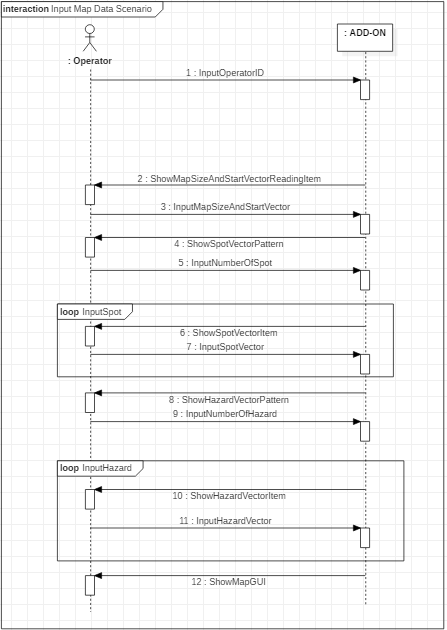 interaction Input Map Data Scenario
: Operator
: ADD-ON
1 : InputOperatorID
2 : ShowMapSizeAndStartVectorReadingItem
3 : InputMapSizeAndStartVector
4 : ShowSpotVectorPattern
5 : InputNumberOfSpot
loop InputSpot
6 : ShowSpotVectorItem
7 : InputSpotVector
8 : ShowHazardVectorPattern
9 : InputNumberOfHazard
loop InputHazard
10 : ShowHazardVectorItem
11 : InputHazardVector
12 : ShowMapGUI